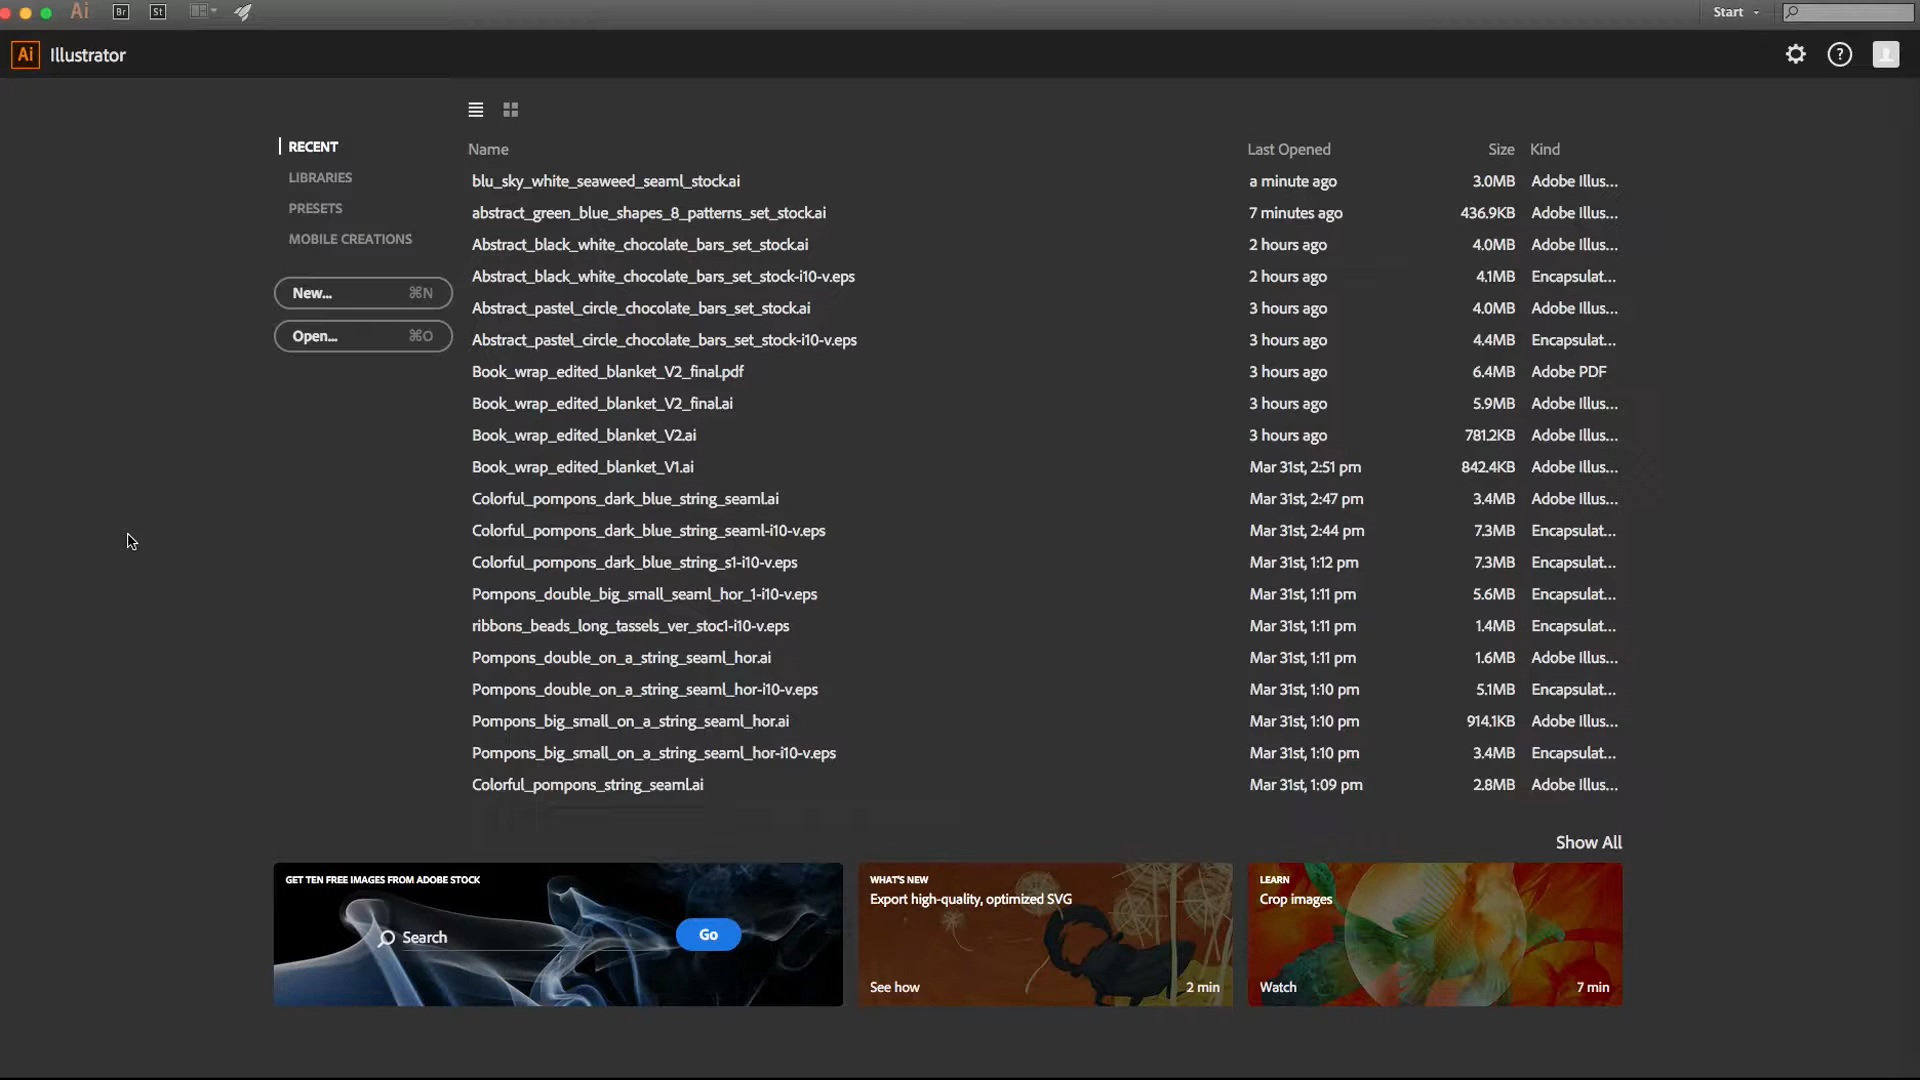 Ai Br St Start
Ai Illustrator
RECENT
LIBRARIES
PRESETS
MOBILE CREATIONS
New... ⌘N
Open... ⌘O
Name Last Opened Size Kind
blu_sky_white_seaweed_seaml_stock.ai a minute ago 3.0MB Adobe Illus...
abstract_green_blue_shapes_8_patterns_set_stock.ai 7 minutes ago 436.9KB Adobe Illus...
Abstract_black_white_chocolate_bars_set_stock.ai 2 hours ago 4.0MB Adobe Illus...
Abstract_black_white_chocolate_bars_set_stock-i10-v.eps 2 hours ago 4.1MB Encapsulat...
Abstract_pastel_circle_chocolate_bars_set_stock.ai 3 hours ago 4.0MB Adobe Illus...
Abstract_pastel_circle_chocolate_bars_set_stock-i10-v.eps 3 hours ago 4.4MB Encapsulat...
Book_wrap_edited_blanket_V2_final.pdf 3 hours ago 6.4MB Adobe PDF
Book_wrap_edited_blanket_V2_final.ai 3 hours ago 5.9MB Adobe Illus...
Book_wrap_edited_blanket_V2.ai 3 hours ago 781.2KB Adobe Illus...
Book_wrap_edited_blanket_V1.ai Mar 31st, 2:51 pm 842.4KB Adobe Illus...
Colorful_pompons_dark_blue_string_seaml.ai Mar 31st, 2:47 pm 3.4MB Adobe Illus...
Colorful_pompons_dark_blue_string_seaml-i10-v.eps Mar 31st, 2:44 pm 7.3MB Encapsulat...
Colorful_pompons_dark_blue_string_s1-i10-v.eps Mar 31st, 1:12 pm 7.3MB Encapsulat...
Pompons_double_big_small_seaml_hor_1-i10-v.eps Mar 31st, 1:11 pm 5.6MB Encapsulat...
ribbons_beads_long_tassels_ver_stoc1-i10-v.eps Mar 31st, 1:11 pm 1.4MB Encapsulat...
Pompons_double_on_a_string_seaml_hor.ai Mar 31st, 1:11 pm 1.6MB Adobe Illus...
Pompons_double_on_a_string_seaml_hor-i10-v.eps Mar 31st, 1:10 pm 5.1MB Encapsulat...
Pompons_big_small_on_a_string_seaml_hor.ai Mar 31st, 1:10 pm 914.1KB Adobe Illus...
Pompons_big_small_on_a_string_seaml_hor-i10-v.eps Mar 31st, 1:10 pm 3.4MB Encapsulat...
Colorful_pompons_string_seaml.ai Mar 31st, 1:09 pm 2.8MB Adobe Illus...
Show All
GET TEN FREE IMAGES FROM ADOBE STOCK
Search Go
WHAT'S NEW
Export high-quality, optimized SVG
See how 2 min
LEARN
Crop images
Watch 7 min